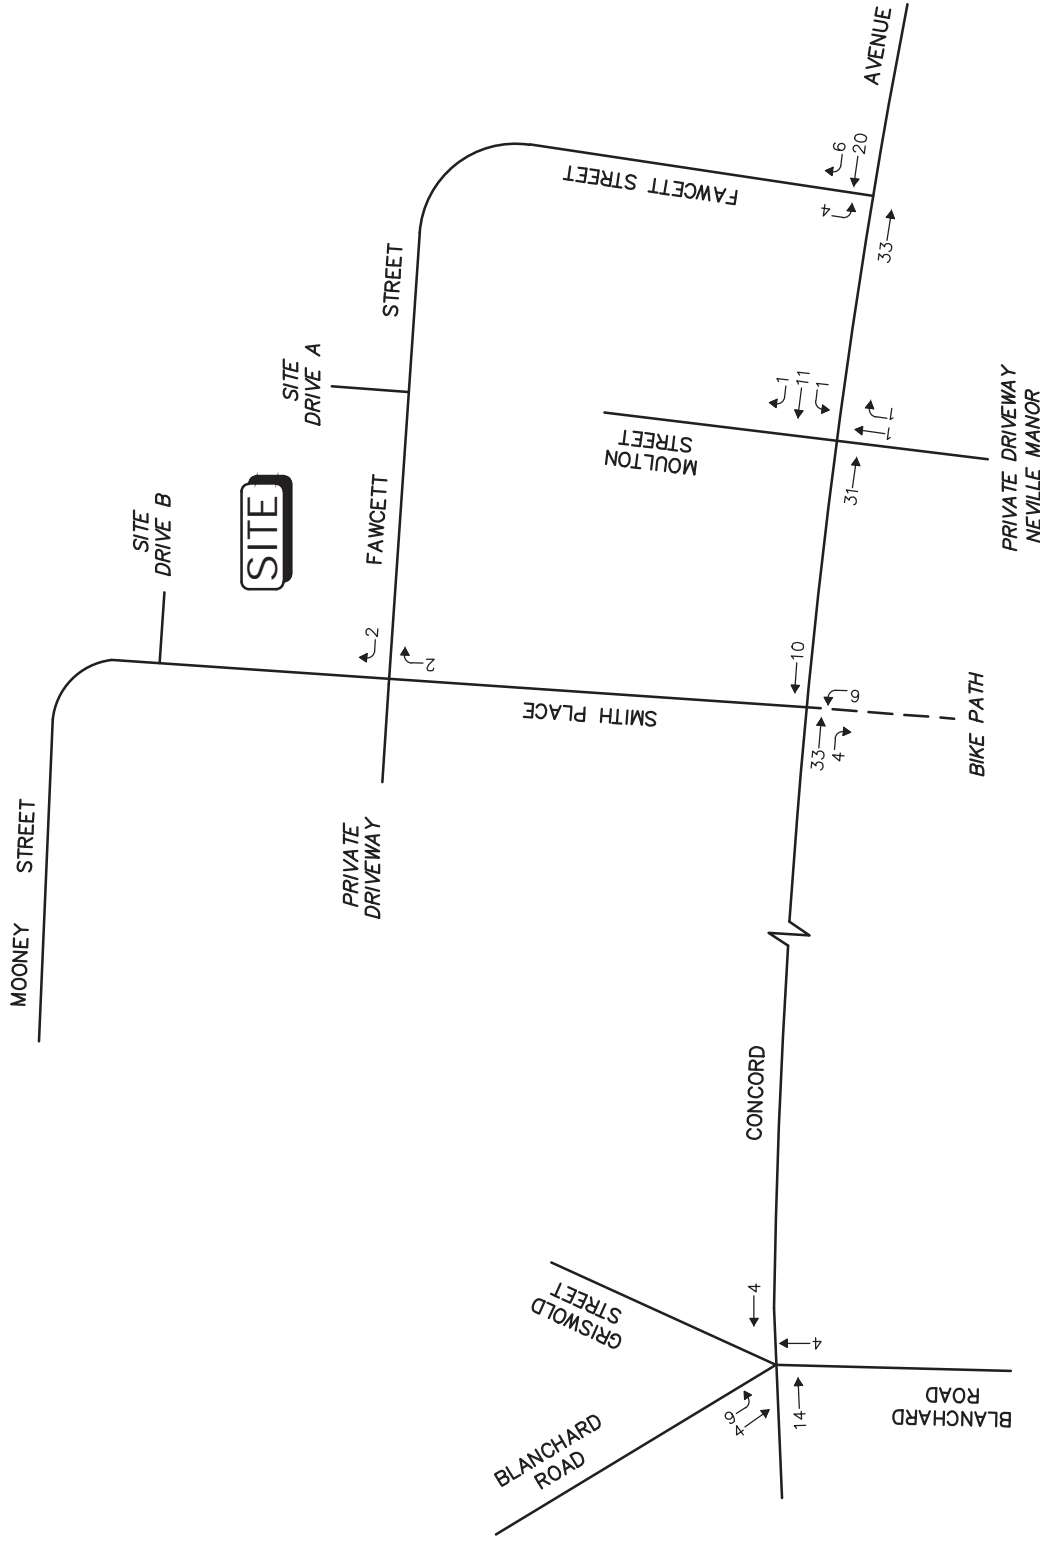 AVENUE
6
20
4
33
FAWCETT STREET
STREET
SITE
DRIVE A
1
11
1
1
1
31
MOULTON
STREET
PRIVATE DRIVEWAY
NEVILLE MANOR
SITE
DRIVE B
SITE
FAWCETT
2
2
10
6
33
4
SMITH PLACE
BIKE PATH
MOONEY STREET
PRIVATE
DRIVEWAY
CONCORD
4
4
14
9
4
GRISWOLD
STREET
BLANCHARD
ROAD
BLANCHARD
ROAD